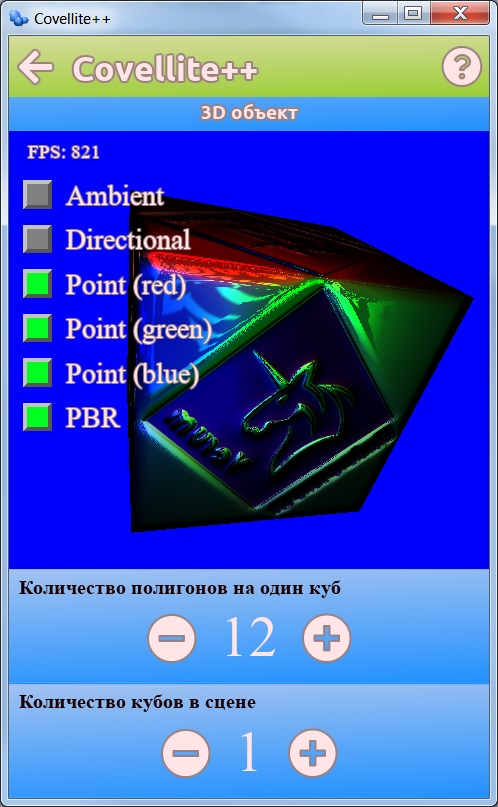 Covellite++
Covellite++
?
3D объект
FPS: 821
Ambient
Directional
Point (red)
Point (green)
Point (blue)
PBR
Количество полигонов на один куб
12
Количество кубов в сцене
1